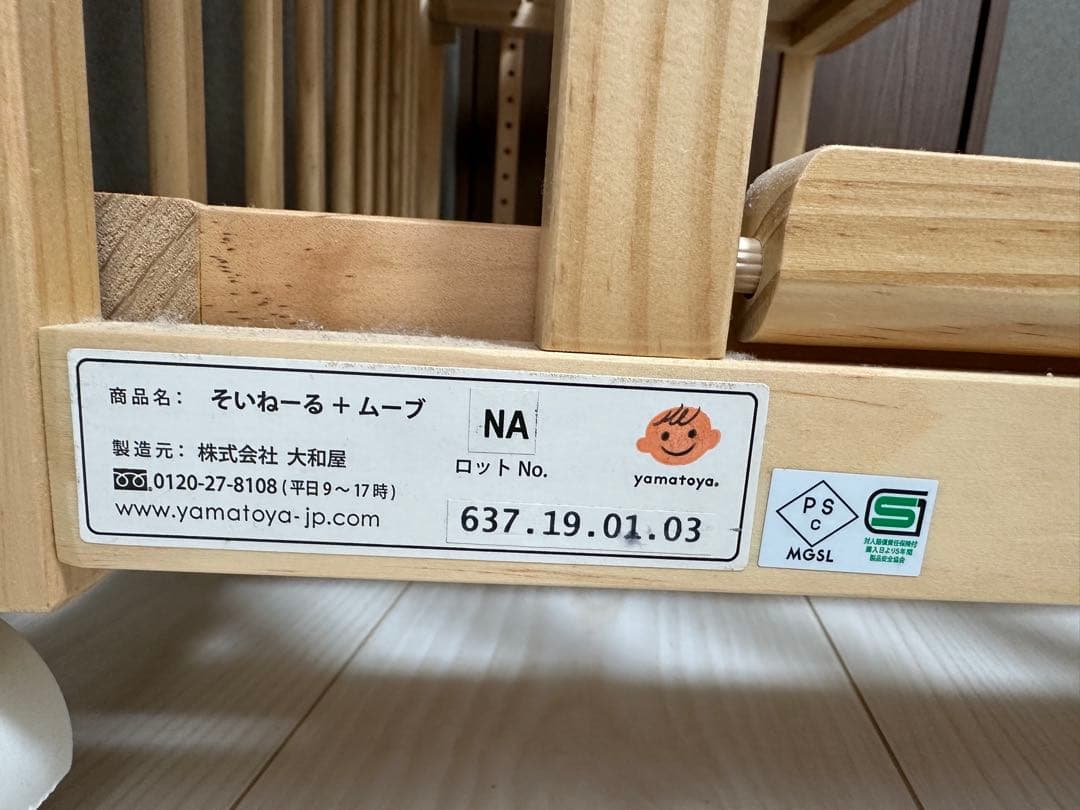 商品名： そいねーる + ムーブ
NA
製造元： 株式会社 大和屋
0120-27-8108 (平日9～17時)
www.yamatoya-jp.com
ロット No.
637.19.01.03
yamatoya®
PS
C
MGSL
SG
対人賠償責任保険付
購入日より5年間
製品安全協会